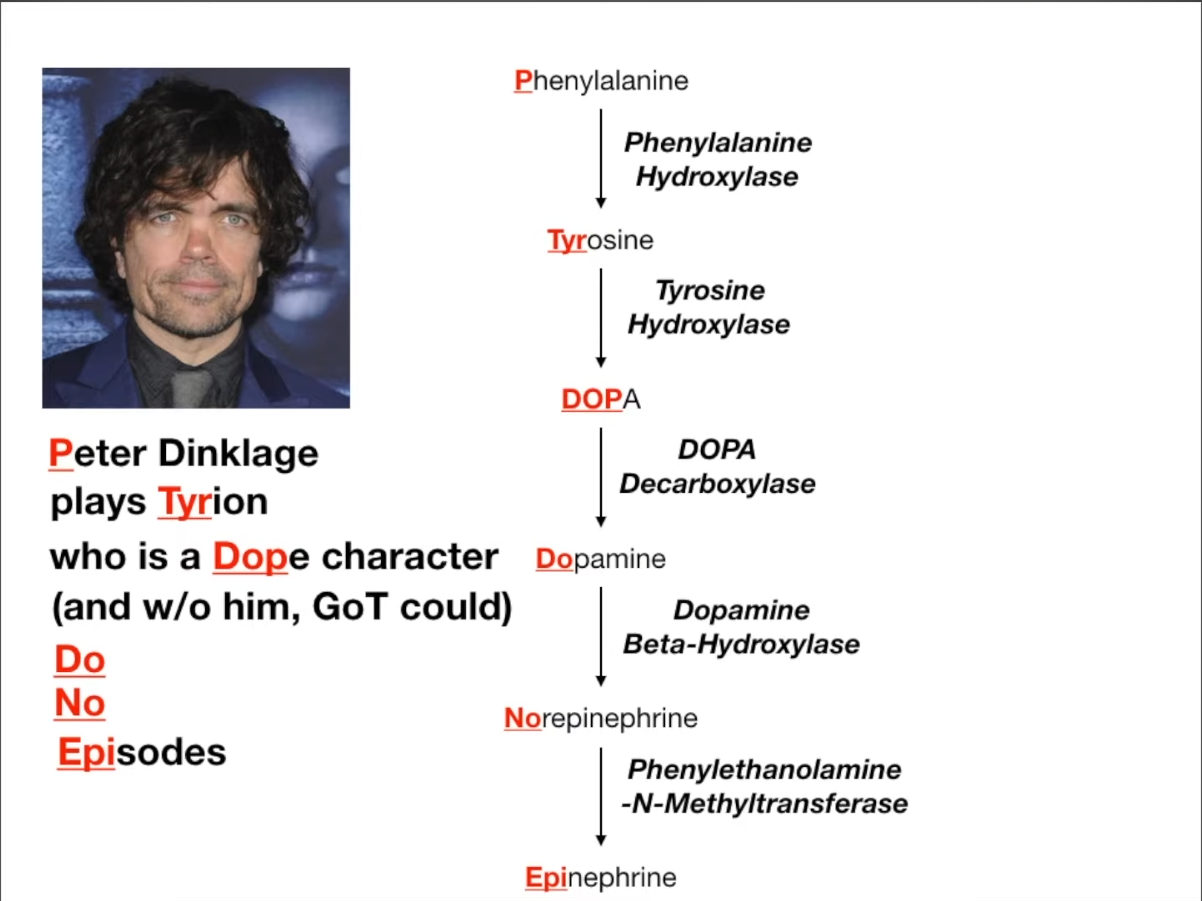 Phenylalanine
Phenylalanine
Hydroxylase
Tyrosine
Tyrosine
Hydroxylase
DOPA
DOPA
Decarboxylase
Dopamine
Dopamine
Beta-Hydroxylase
Norepinephrine
Phenylethanolamine
-N-Methyltransferase
Epinephrine
Peter Dinklage
plays Tyrion
who is a Dope character
(and w/o him, GoT could)
Do
No
Episodes